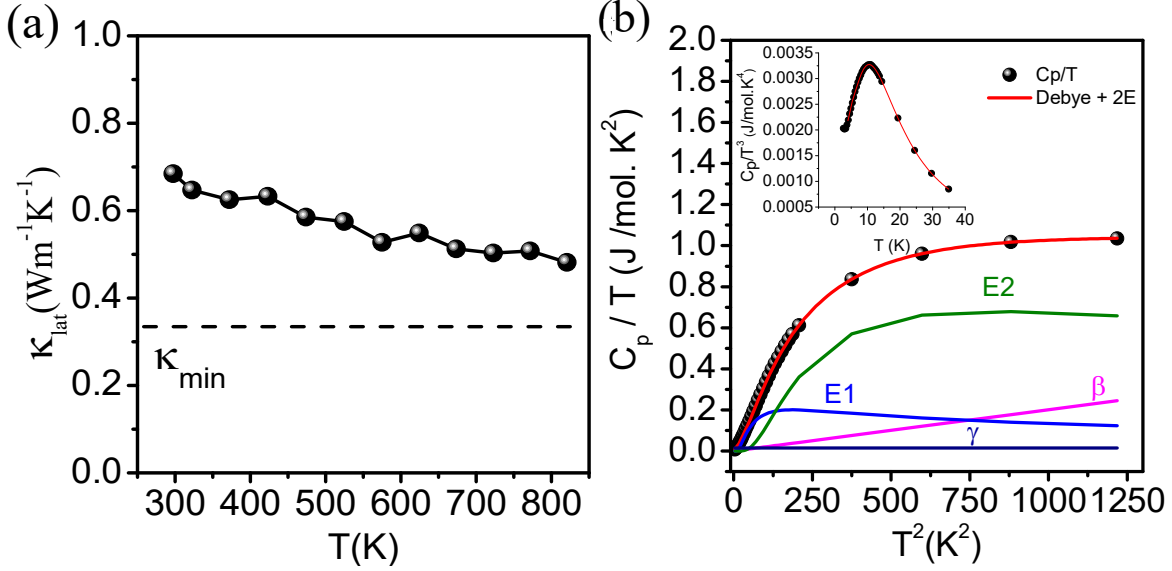 (a)
1.0
0.8
0.6
0.4
0.2
0.0
κlat(Wm-1K-1)
κmin
300 400 500 600 700 800
T(K)
(b)
2.0
1.8
1.6
1.4
1.2
1.0
0.8
0.6
0.4
0.2
0.0
Cp / T (J /mol. K2)
0.0035
0.0030
0.0025
0.0020
0.0015
0.0010
0.0005
Cp/T3 (J/mol.K4)
0 10 20 30 40
T (K)
Cp/T
Debye + 2E
E2
E1
β
γ
0 250 500 750 1000 1250
T2(K2)